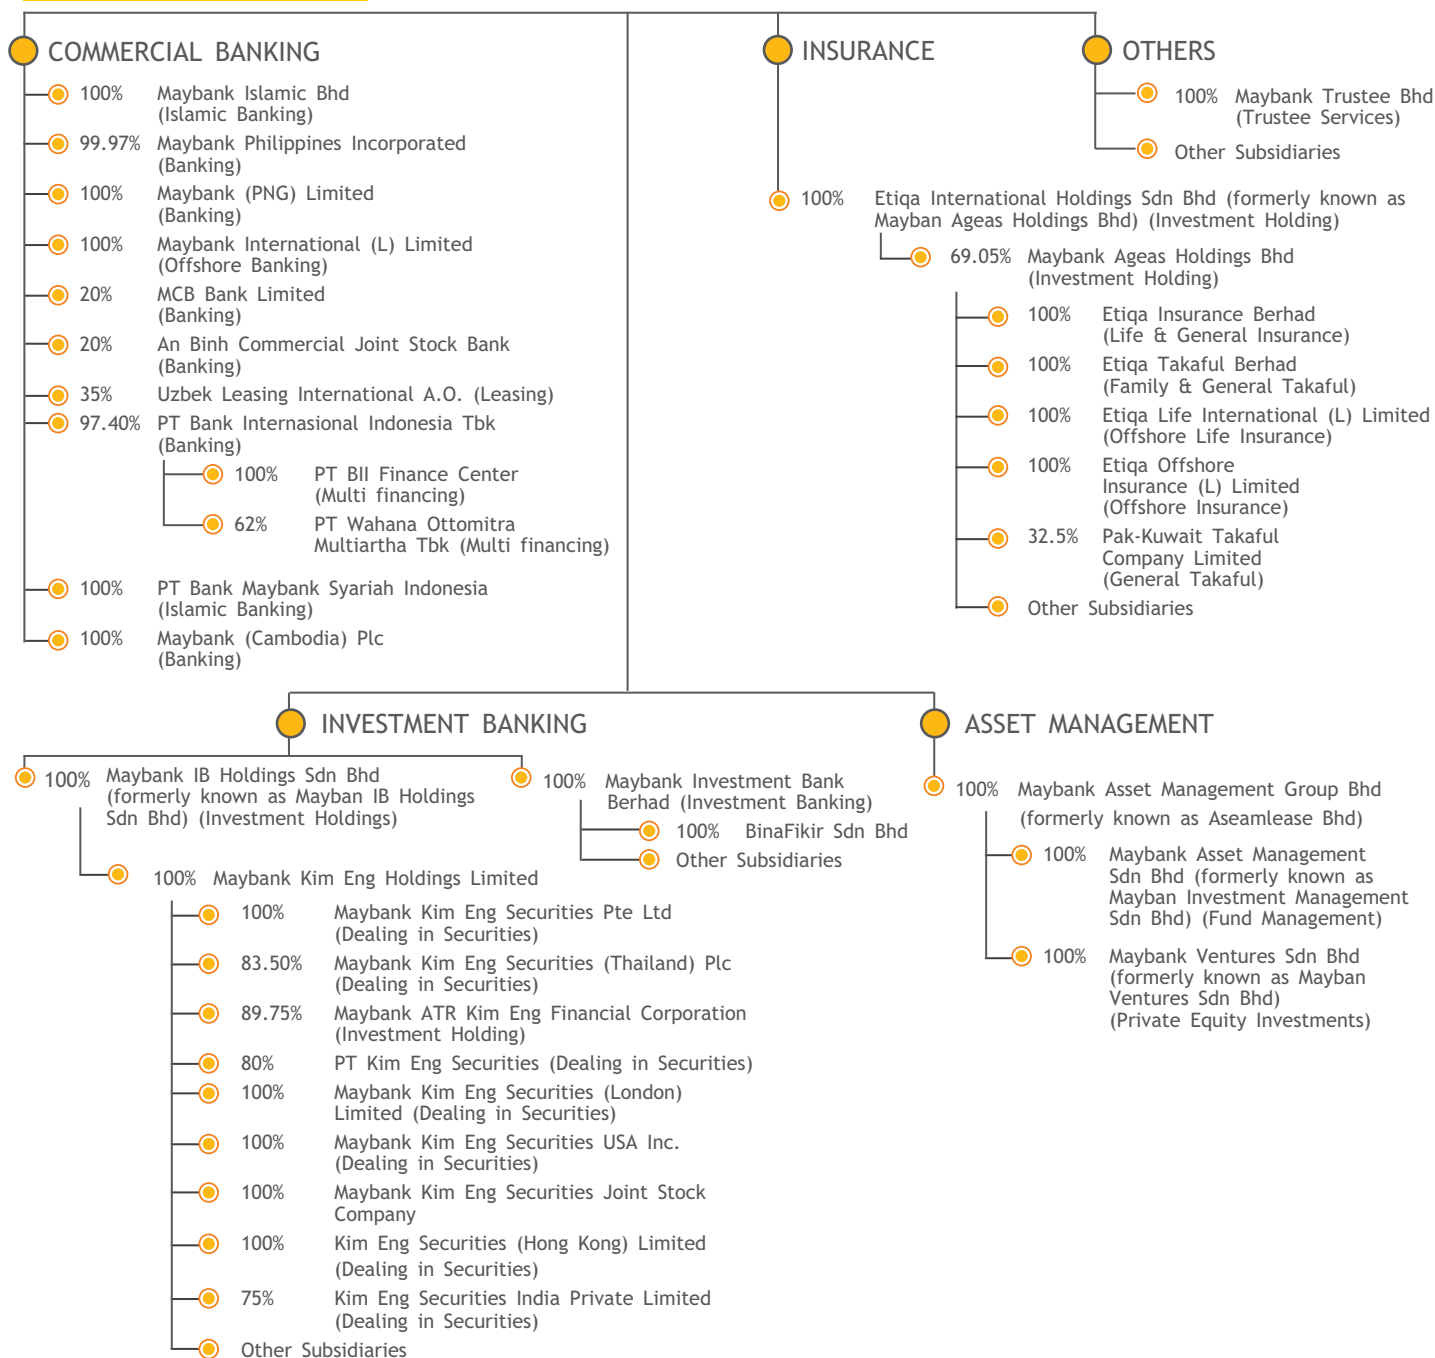 COMMERCIAL BANKING
100% Maybank Islamic Bhd
(Islamic Banking)
99.97% Maybank Philippines Incorporated
(Banking)
100% Maybank (PNG) Limited
(Banking)
100% Maybank International (L) Limited
(Offshore Banking)
20% MCB Bank Limited
(Banking)
20% An Binh Commercial Joint Stock Bank
(Banking)
35% Uzbek Leasing International A.O. (Leasing)
97.40% PT Bank Internasional Indonesia Tbk
(Banking)
100% PT BII Finance Center
(Multi financing)
62% PT Wahana Ottomitra
Multiartha Tbk (Multi financing)
100% PT Bank Maybank Syariah Indonesia
(Islamic Banking)
100% Maybank (Cambodia) Plc
(Banking)
INSURANCE
100% Etiqa International Holdings Sdn Bhd (formerly known as
Mayban Ageas Holdings Bhd) (Investment Holding)
69.05% Maybank Ageas Holdings Bhd
(Investment Holding)
100% Etiqa Insurance Berhad
(Life & General Insurance)
100% Etiqa Takaful Berhad
(Family & General Takaful)
100% Etiqa Life International (L) Limited
(Offshore Life Insurance)
100% Etiqa Offshore
Insurance (L) Limited
(Offshore Insurance)
32.5% Pak-Kuwait Takaful
Company Limited
(General Takaful)
Other Subsidiaries
OTHERS
100% Maybank Trustee Bhd
(Trustee Services)
Other Subsidiaries
INVESTMENT BANKING
100% Maybank IB Holdings Sdn Bhd
(formerly known as Mayban IB Holdings
Sdn Bhd) (Investment Holdings)
100% Maybank Kim Eng Holdings Limited
100% Maybank Kim Eng Securities Pte Ltd
(Dealing in Securities)
83.50% Maybank Kim Eng Securities (Thailand) Plc
(Dealing in Securities)
89.75% Maybank ATR Kim Eng Financial Corporation
(Investment Holding)
80% PT Kim Eng Securities (Dealing in Securities)
100% Maybank Kim Eng Securities (London)
Limited (Dealing in Securities)
100% Maybank Kim Eng Securities USA Inc.
(Dealing in Securities)
100% Maybank Kim Eng Securities Joint Stock
Company
100% Kim Eng Securities (Hong Kong) Limited
(Dealing in Securities)
75% Kim Eng Securities India Private Limited
(Dealing in Securities)
Other Subsidiaries
100% Maybank Investment Bank
Berhad (Investment Banking)
100% BinaFikir Sdn Bhd
Other Subsidiaries
ASSET MANAGEMENT
100% Maybank Asset Management Group Bhd
(formerly known as Aseamlease Bhd)
100% Maybank Asset Management
Sdn Bhd (formerly known as
Mayban Investment Management
Sdn Bhd) (Fund Management)
100% Maybank Ventures Sdn Bhd
(formerly known as Mayban
Ventures Sdn Bhd)
(Private Equity Investments)